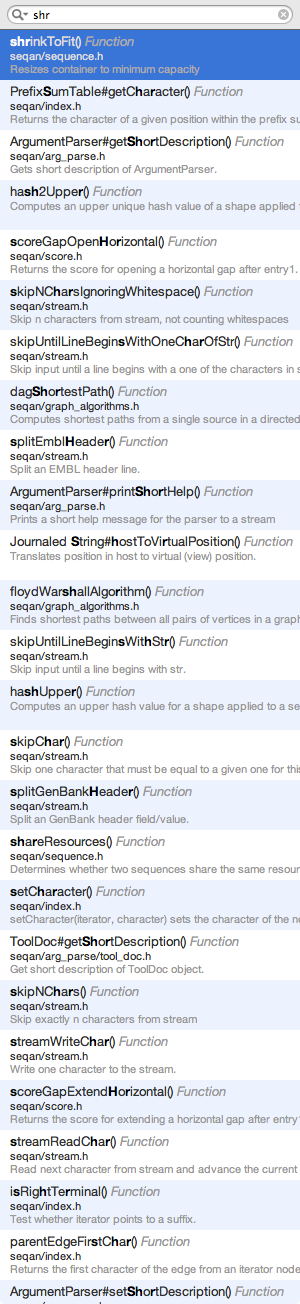 shr
shrinkToFit() Function
seqan/sequence.h
Resizes container to minimum capacity
PrefixSumTable#getCharacter() Function
seqan/index.h
Returns the character of a given position within the prefix su
ArgumentParser#getShortDescription() Function
seqan/arg_parse.h
Gets short description of ArgumentParser.
hash2Upper() Function
Computes an upper unique hash value of a shape applied
scoreGapOpenHorizontal() Function
seqan/score.h
Returns the score for opening a horizontal gap after entry1.
skipNCharsIgnoringWhitespace() Function
seqan/stream.h
Skip n characters from stream, not counting whitespaces
skipUntilLineBeginsWithOneCharOfStr() Function
seqan/stream.h
Skip input until a line begins with a one of the characters in s
dagShortestPath() Function
seqan/graph_algorithms.h
Computes shortest paths from a single source in a directed
splitEmblHeader() Function
seqan/stream.h
Split an EMBL header line.
ArgumentParser#printShortHelp() Function
seqan/arg_parse.h
Prints a short help message for the parser to a stream
Journaled String#hostToVirtualPosition() Function
Translates position in host to virtual (view) position.
floydWarshallAlgorithm() Function
seqan/graph_algorithms.h
Finds shortest paths between all pairs of vertices in a graph
skipUntilLineBeginsWithStr() Function
seqan/stream.h
Skip input until a line begins with str.
hashUpper() Function
Computes an upper hash value for a shape applied to a se
skipChar() Function
seqan/stream.h
Skip one character that must be equal to a given one for this
splitGenBankHeader() Function
seqan/stream.h
Split an GenBank header field/value.
shareResources() Function
seqan/sequence.h
Determines whether two sequences share the same resour
setCharacter() Function
seqan/index.h
setCharacter(iterator, character) sets the character of the no
ToolDoc#getShortDescription() Function
seqan/arg_parse/tool_doc.h
Get short description of ToolDoc object.
skipNChars() Function
seqan/stream.h
Skip exactly n characters from stream
streamWriteChar() Function
seqan/stream.h
Write one character to the stream.
scoreGapExtendHorizontal() Function
seqan/score.h
Returns the score for extending a horizontal gap after entry
streamReadChar() Function
seqan/stream.h
Read next character from stream and advance the current
isRightTerminal() Function
seqan/index.h
Test whether iterator points to a suffix.
parentEdgeFirstChar() Function
seqan/index.h
Returns the first character of the edge from an iterator node
ArgumentParser#setShortDescription() Function